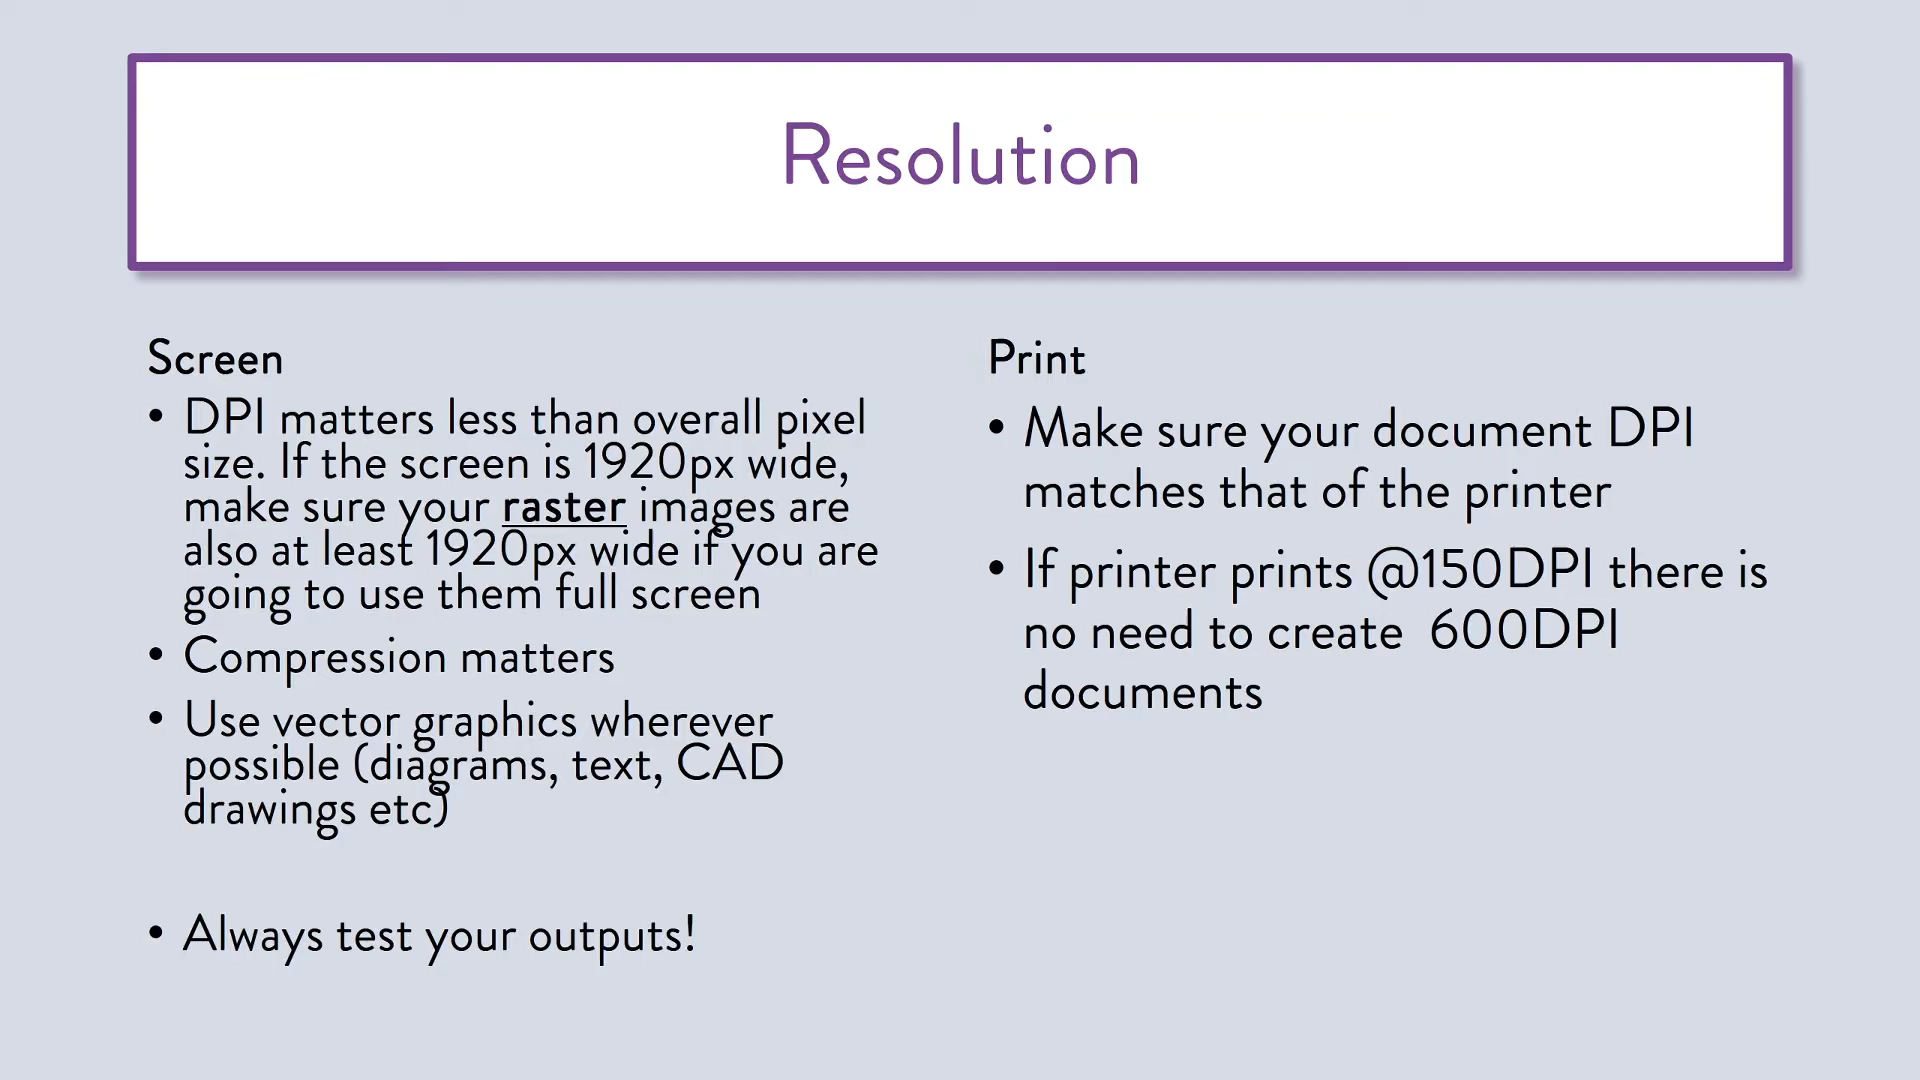 Resolution
Screen
• DPI matters less than overall pixel
size. If the screen is 1920px wide,
make sure your raster images are
also at least 1920px wide if you are
going to use them full screen
• Compression matters
• Use vector graphics wherever
possible (diagrams, text, CAD
drawings etc)
• Always test your outputs!
Print
• Make sure your document DPI
matches that of the printer
• If printer prints @150DPI there is
no need to create  600DPI
documents